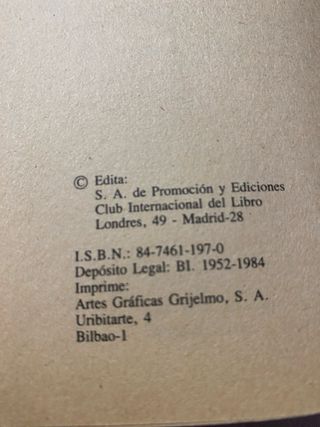 © Edita:
S. A. de Promoción y Ediciones
Club Internacional del Libro
Londres, 49 - Madrid-28
I.S.B.N.: 84-7461-197-0
Depósito Legal: BI. 1952-1984
Imprime:
Artes Gráficas Grijelmo, S. A.
Uribitarte, 4
Bilbao-1